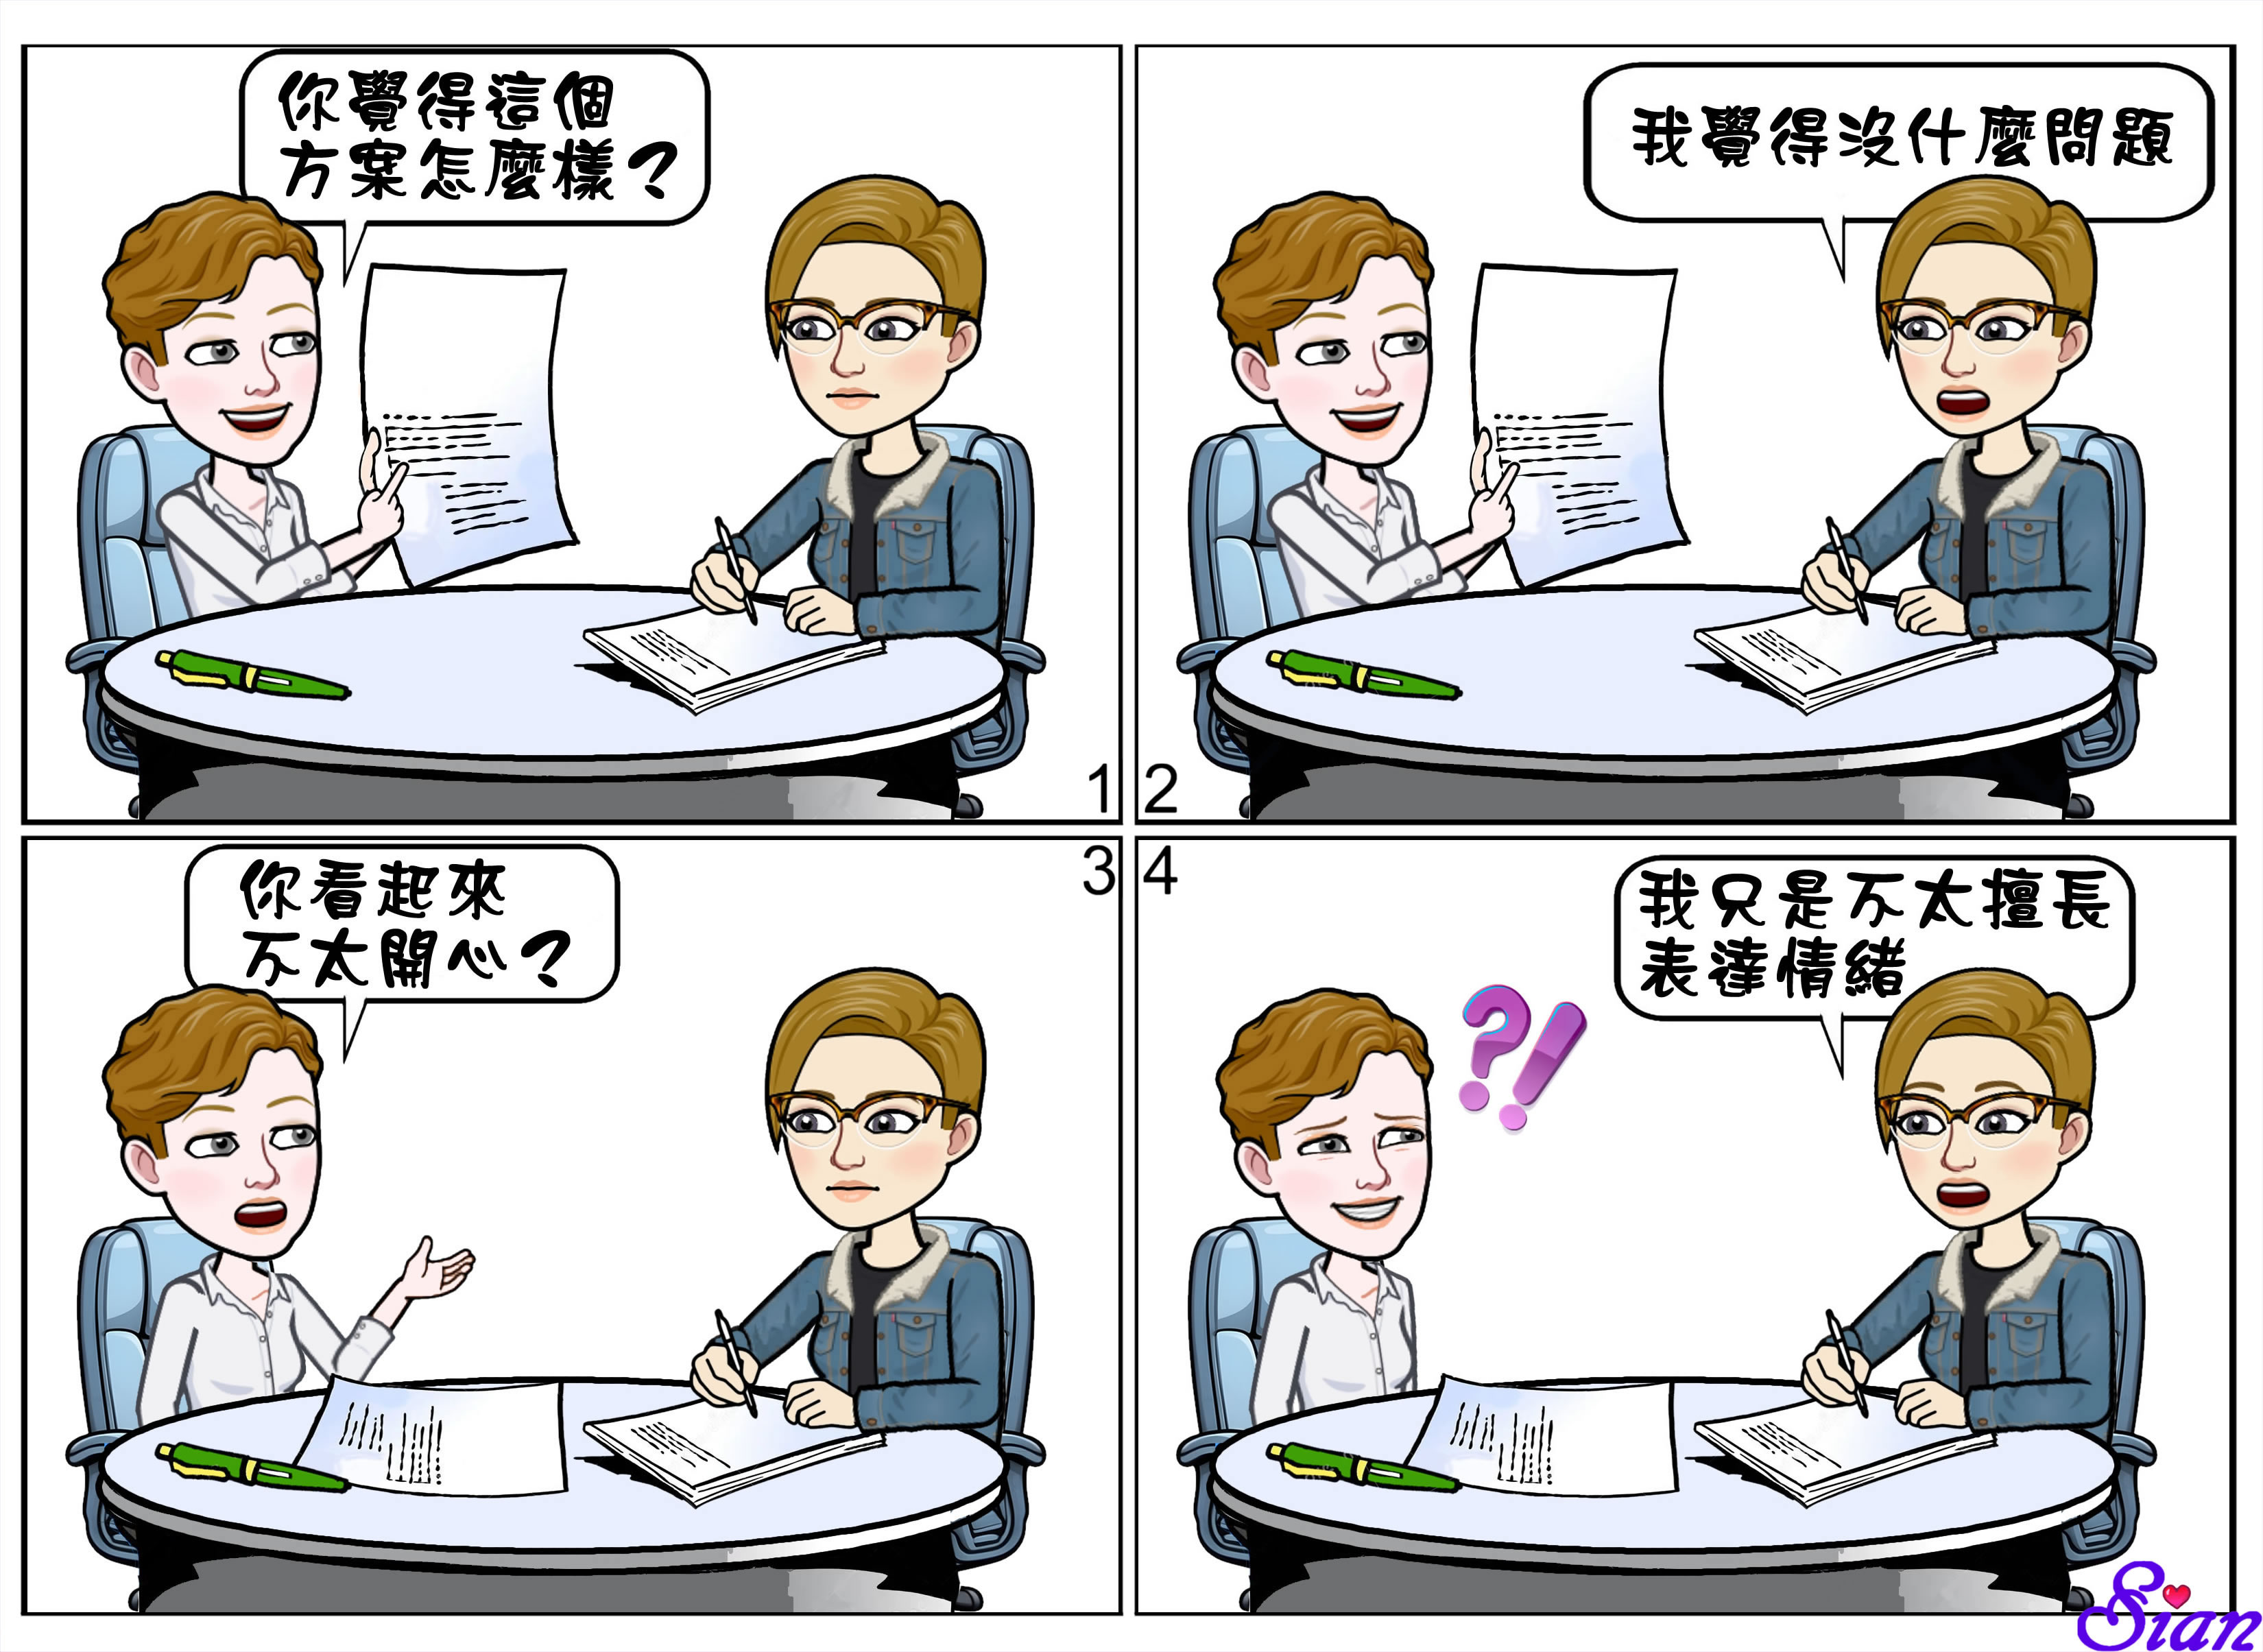 你覺得這個
方案怎麼樣？
1
我覺得沒什麼問題
2
你看起來
不太開心？
3
我只是不太擅長
表達情緒
4
?!
Sian